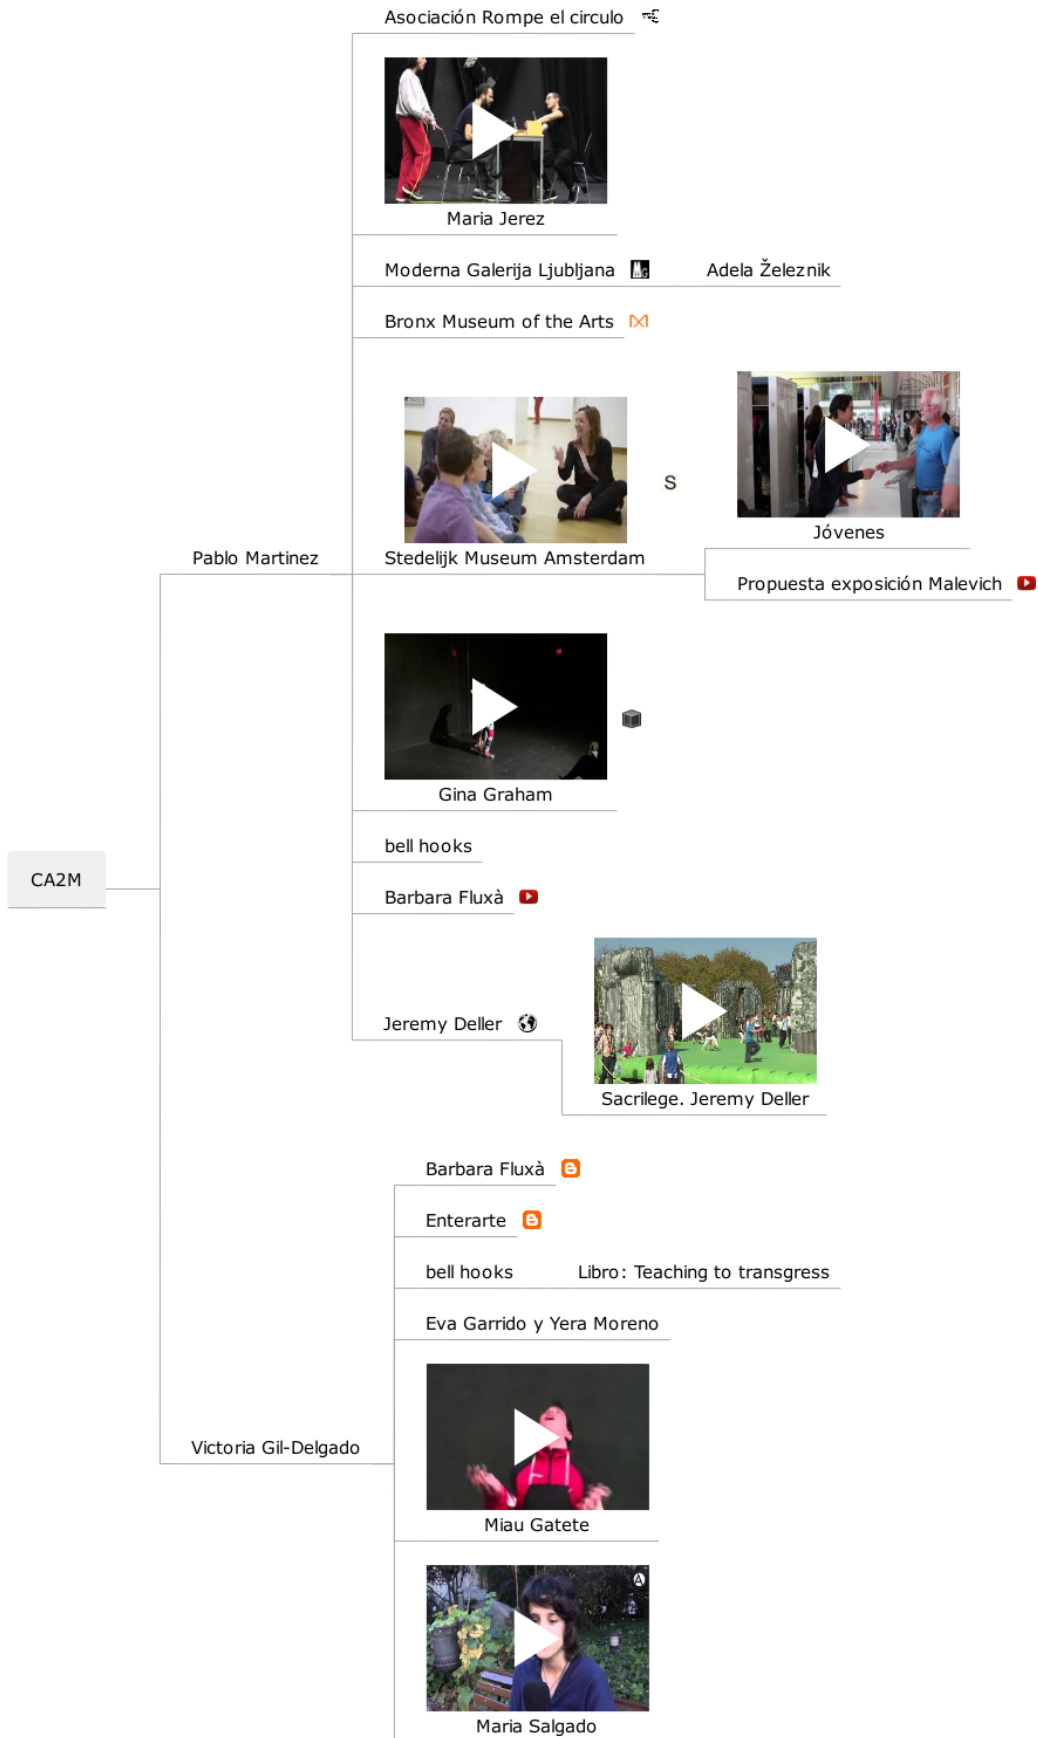 Asociación Rompe el circulo
Maria Jerez
Moderna Galerija Ljubljana
MG
Adela Železnik
Bronx Museum of the Arts
S
Stedelijk Museum Amsterdam
Jóvenes
Propuesta exposición Malevich
Pablo Martinez
Gina Graham
bell hooks
Barbara Fluxà
Jeremy Deller
Sacrilege. Jeremy Deller
CA2M
Barbara Fluxà
Enterarte
bell hooks
Libro: Teaching to transgress
Eva Garrido y Yera Moreno
Victoria Gil-Delgado
Miau Gatete
A
Maria Salgado